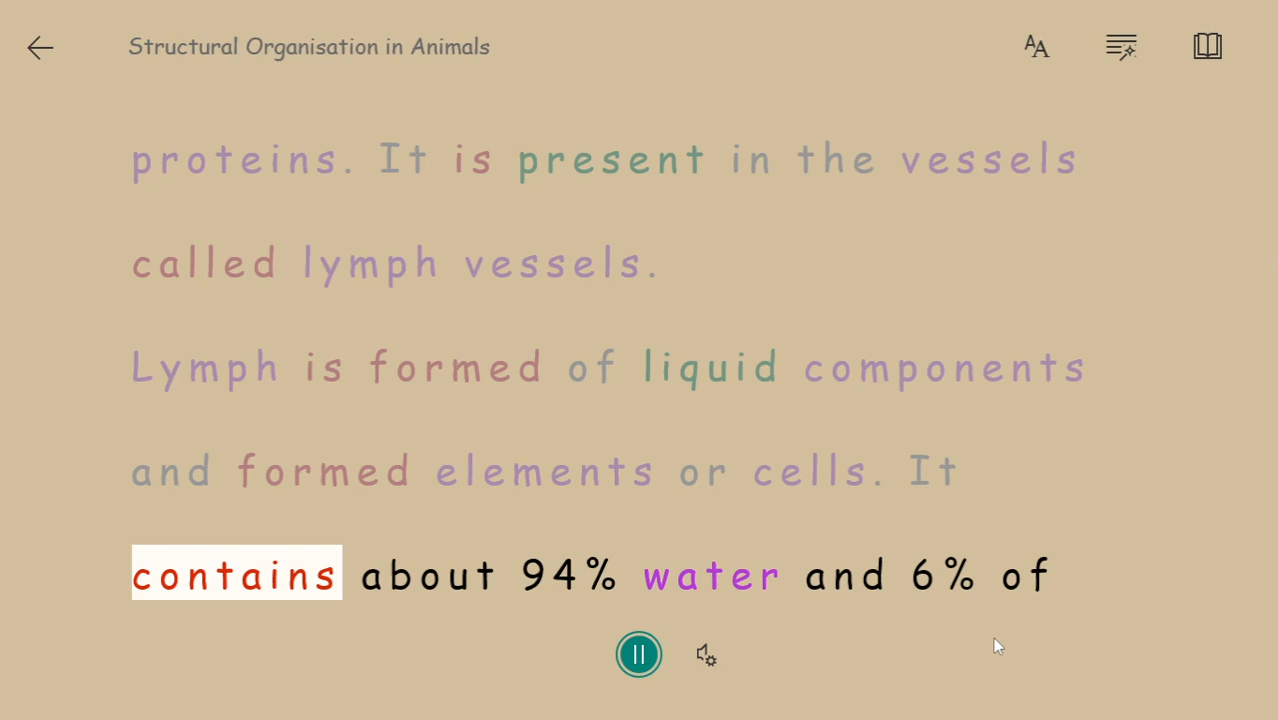 Structural Organisation in Animals
proteins. It is present in the vessels
called lymph vessels.
Lymph is formed of liquid components
and formed elements or cells. It
contains about 94% water and 6% of